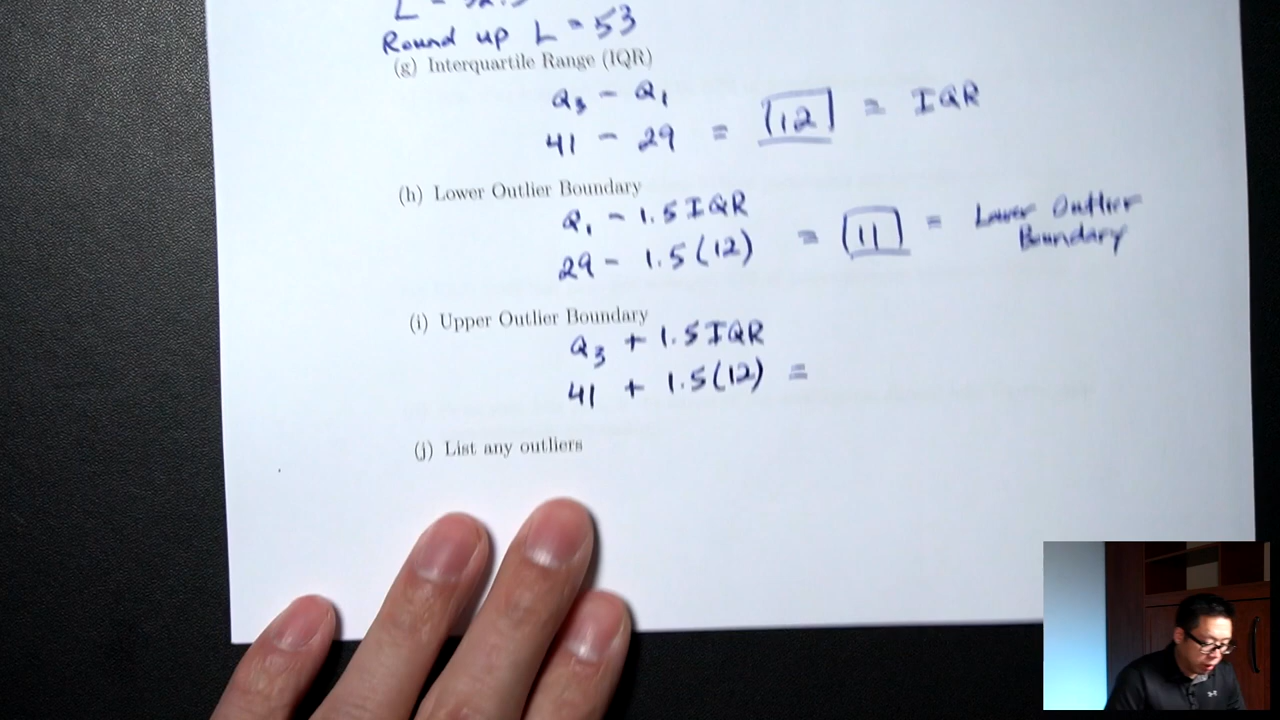 Round up L = 53
(g) Interquartile Range (IQR)
Q3 - Q1
41 - 29 = 12 = IQR
(h) Lower Outlier Boundary
Q1 - 1.5 IQR
29 - 1.5(12) = 11 = Lower Outlier Boundary
(i) Upper Outlier Boundary
Q3 + 1.5 IQR
41 + 1.5(12) =
(j) List any outliers